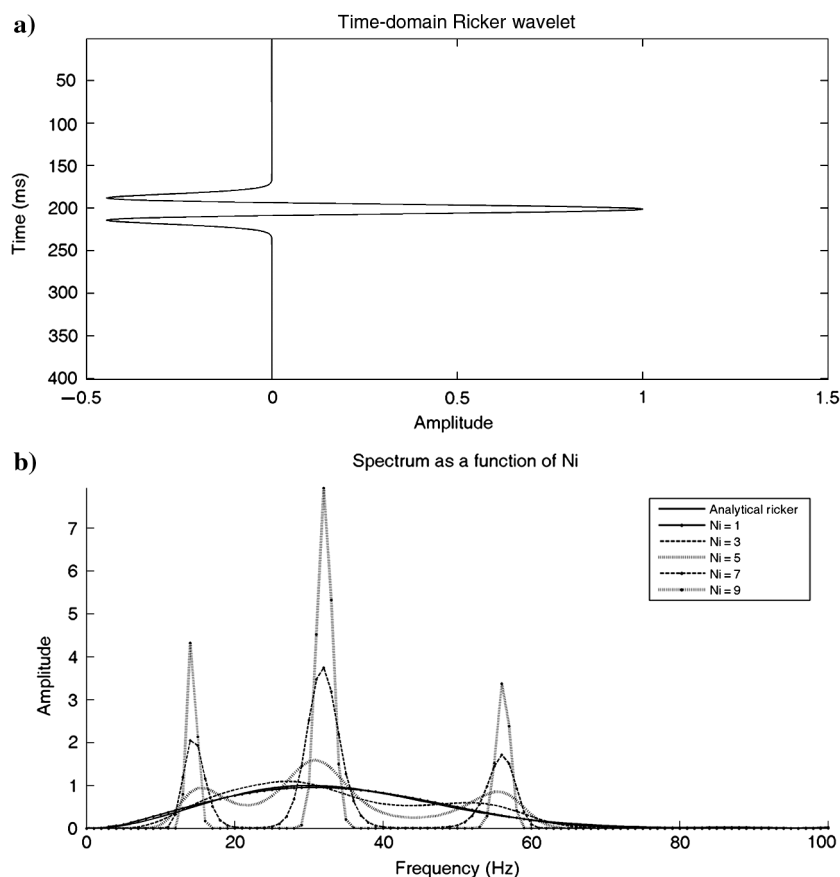 a)
Time-domain Ricker wavelet
50
100
150
200
250
300
350
400
Time (ms)
−0.5
0
0.5
1
1.5
Amplitude
b)
Spectrum as a function of Ni
7
6
5
4
3
2
1
0
Amplitude
Analytical ricker
Ni = 1
Ni = 3
Ni = 5
Ni = 7
Ni = 9
0
20
40
60
80
100
Frequency (Hz)